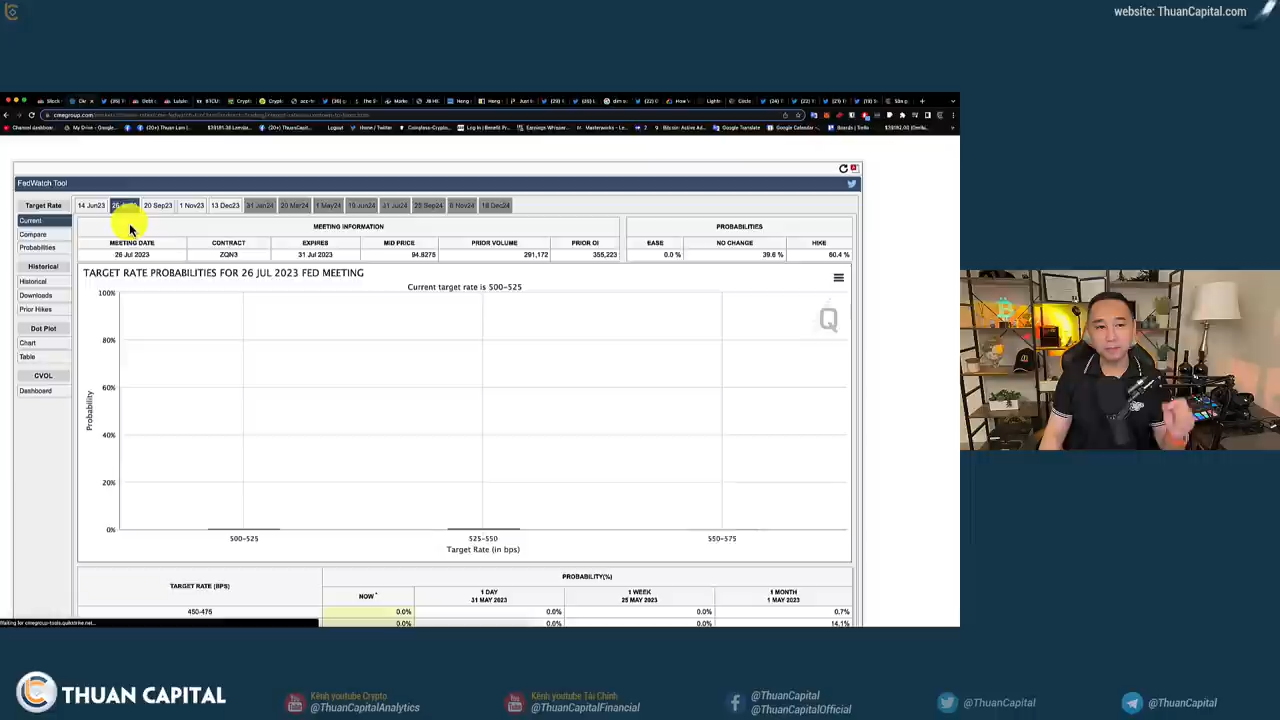 website: ThuanCapital.com
FedWatch Tool
Target Rate
Current
Compare
Probabilities
Historical
Historical
Downloads
Prior Hikes
Dot Plot
Chart
Table
CVOL
Dashboard
14 Jun23 20 Sep23 1 Nov23 13 Dec23 31 Jan24 20 Mar24 1 May24 19 Jun24 31 Jul24 25 Sep24 6 Nov24 18 Dec24
MEETING INFORMATION
MEETING DATE CONTRACT EXPIRES MID PRICE PRIOR VOLUME PRIOR OI
26 Jul 2023 ZQN3 31 Jul 2023 94.8275 291,172 355,223
PROBABILITIES
EASE NO CHANGE HIKE
0.0 % 39.6 % 60.4 %
TARGET RATE PROBABILITIES FOR 26 JUL 2023 FED MEETING
Current target rate is 500-525
Q
Probability
100%
80%
60%
40%
20%
0%
500-525 525-550 550-575
Target Rate (in bps)
TARGET RATE (BPS) PROBABILITY(%)
NOW * 1 DAY 31 MAY 2023 1 WEEK 25 MAY 2023 1 MONTH 1 MAY 2023
450-475 0.0% 0.0% 0.0% 0.7%
0.0% 0.0% 0.0% 14.1%
THUAN CAPITAL
Kênh youtube Crypto
@ThuanCapitalAnalytics
Kênh youtube Tài Chính
@ThuanCapitalFinancial
@ThuanCapital
@ThuanCapitalOfficial
@ThuanCapital
@ThuanCapital